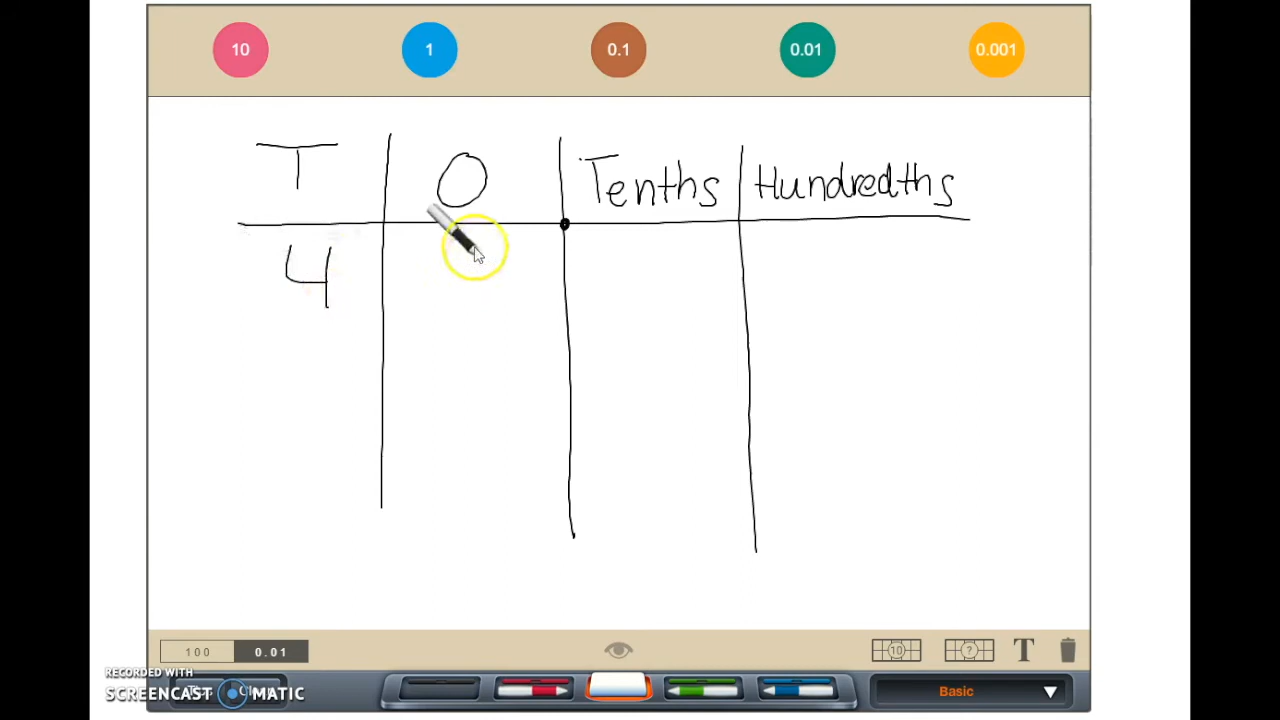 10 1 0.1 0.01 0.001
T O Tenths Hundredths
4
100 0.01 10 ? T
RECORDED WITH
SCREENCAST MATIC
Basic